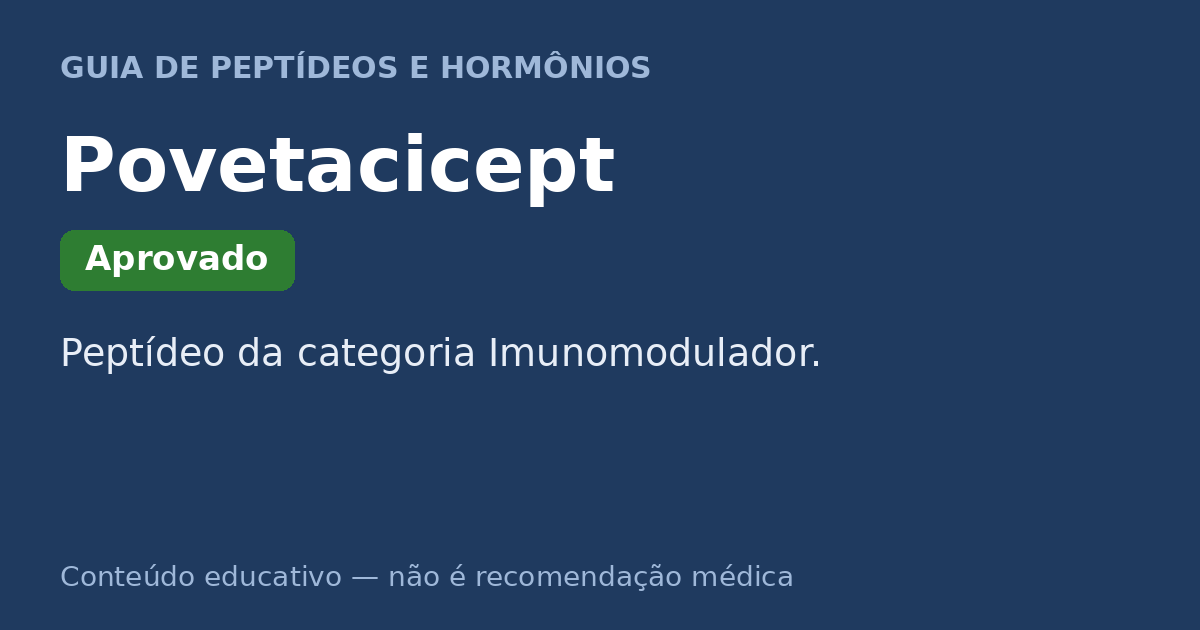 GUIA DE PEPTÍDEOS E HORMÔNIOS
Povetacicept
Aprovado
Peptídeo da categoria Imunomodulador.
Conteúdo educativo — não é recomendação médica